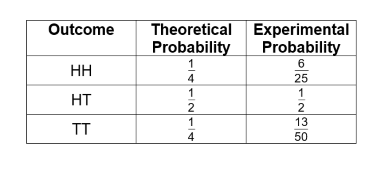 Outcome Theoretical Probability Experimental Probability
HH 1/4 6/25
HT 1/2 1/2
TT 1/4 13/50